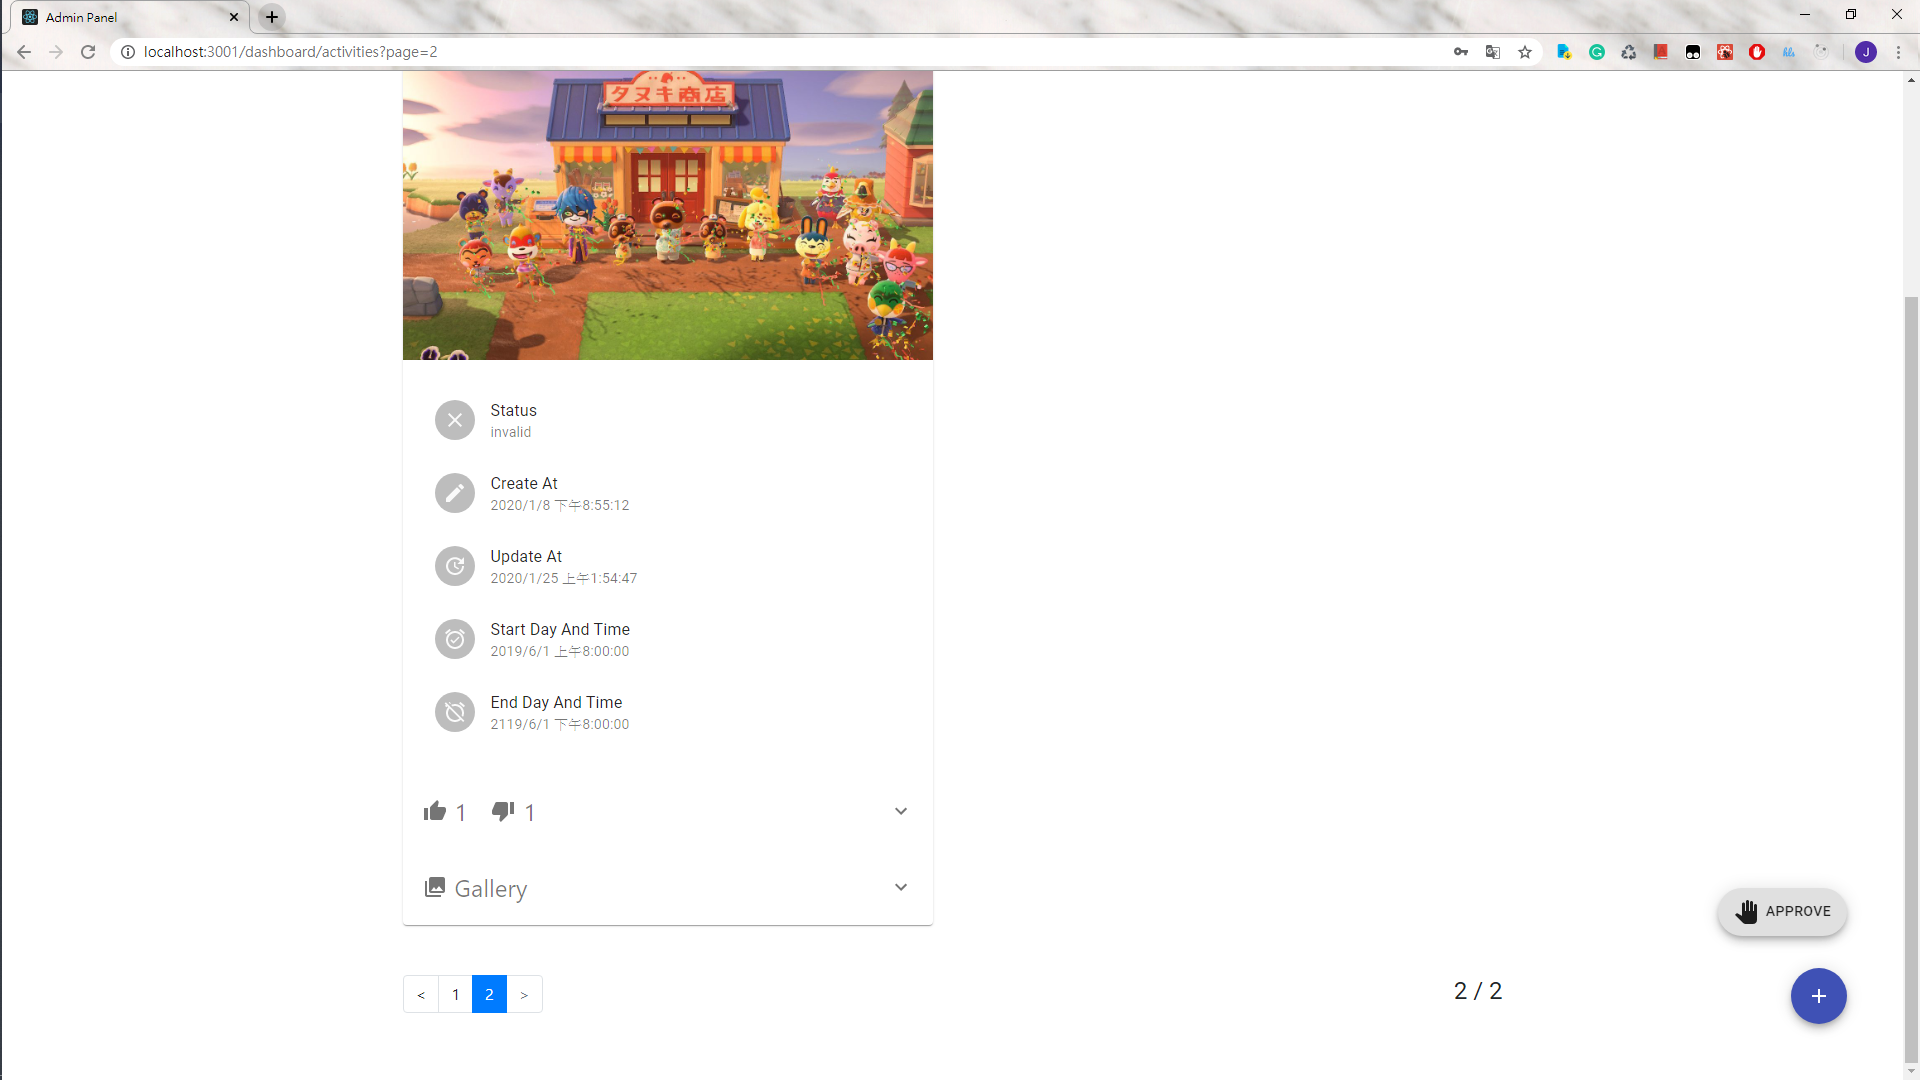 Admin Panel
localhost:3001/dashboard/activities?page=2
J
タヌキ商店
Status
invalid
Create At
2020/1/8 下午8:55:12
Update At
2020/1/25 上午1:54:47
Start Day And Time
2019/6/1 上午8:00:00
End Day And Time
2119/6/1 下午8:00:00
1 1
Gallery
APPROVE
< 1 2 >
2 / 2
+